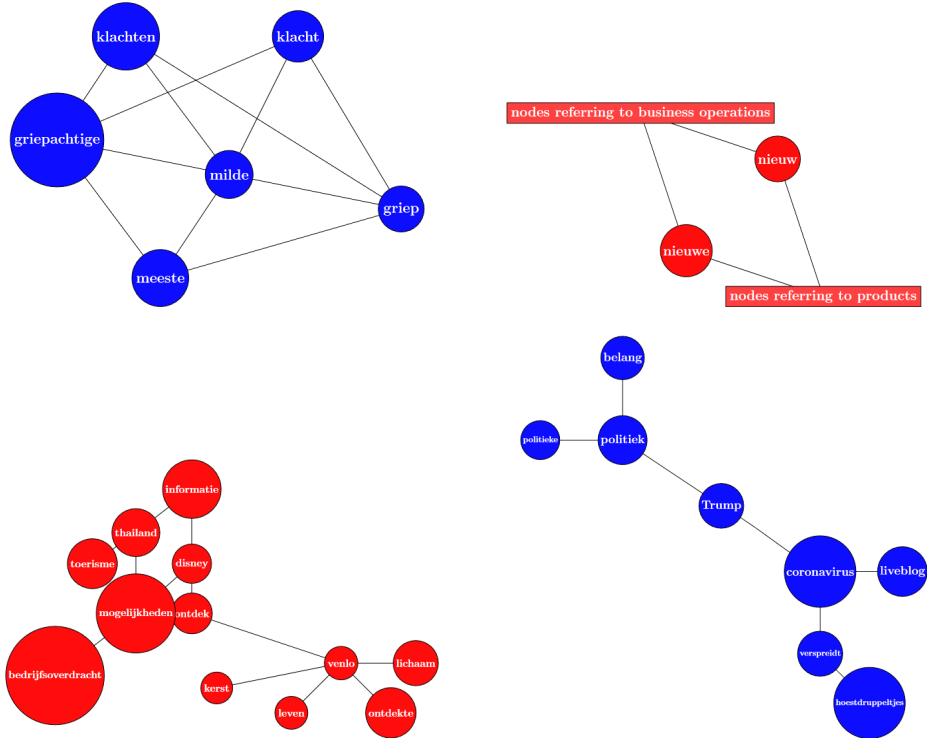 klachten
klacht
griepachtige
milde
griep
meeste
nodes referring to business operations
nieuw
nieuwe
nodes referring to products
informatie
thailand
toerisme
disney
mogelijkheden
ontdek
bedrijfsoverdracht
venlo
lichaam
kerst
leven
ontdekte
belang
politieke
politiek
Trump
coronavirus
liveblog
verspreidt
hoestdruppeltjes